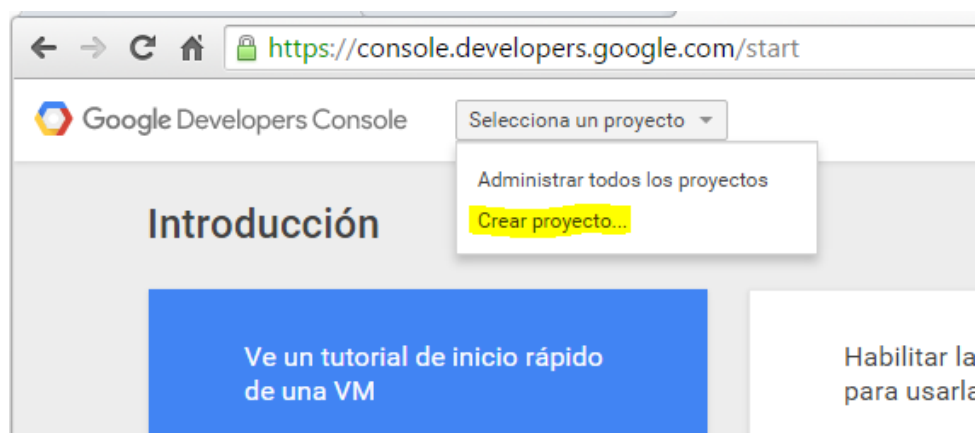 https://console.developers.google.com/start
Google Developers Console
Selecciona un proyecto
Administrar todos los proyectos
Crear proyecto...
Introducción
Ve un tutorial de inicio rápido
de una VM
Habilitar la
para usarla